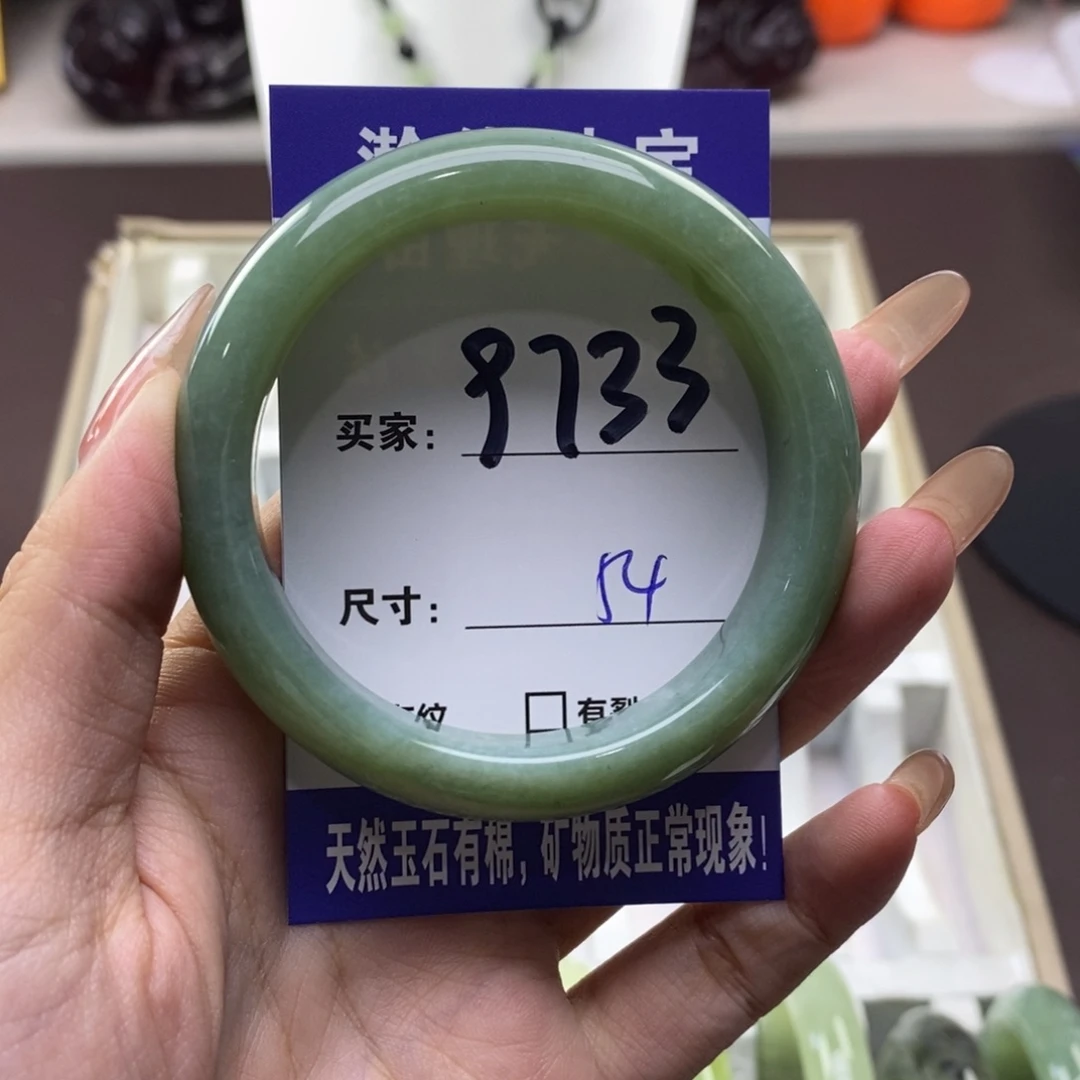 买家: 9733
尺寸: 54
纹 □有裂
天然玉石有棉, 矿物质正常现象!